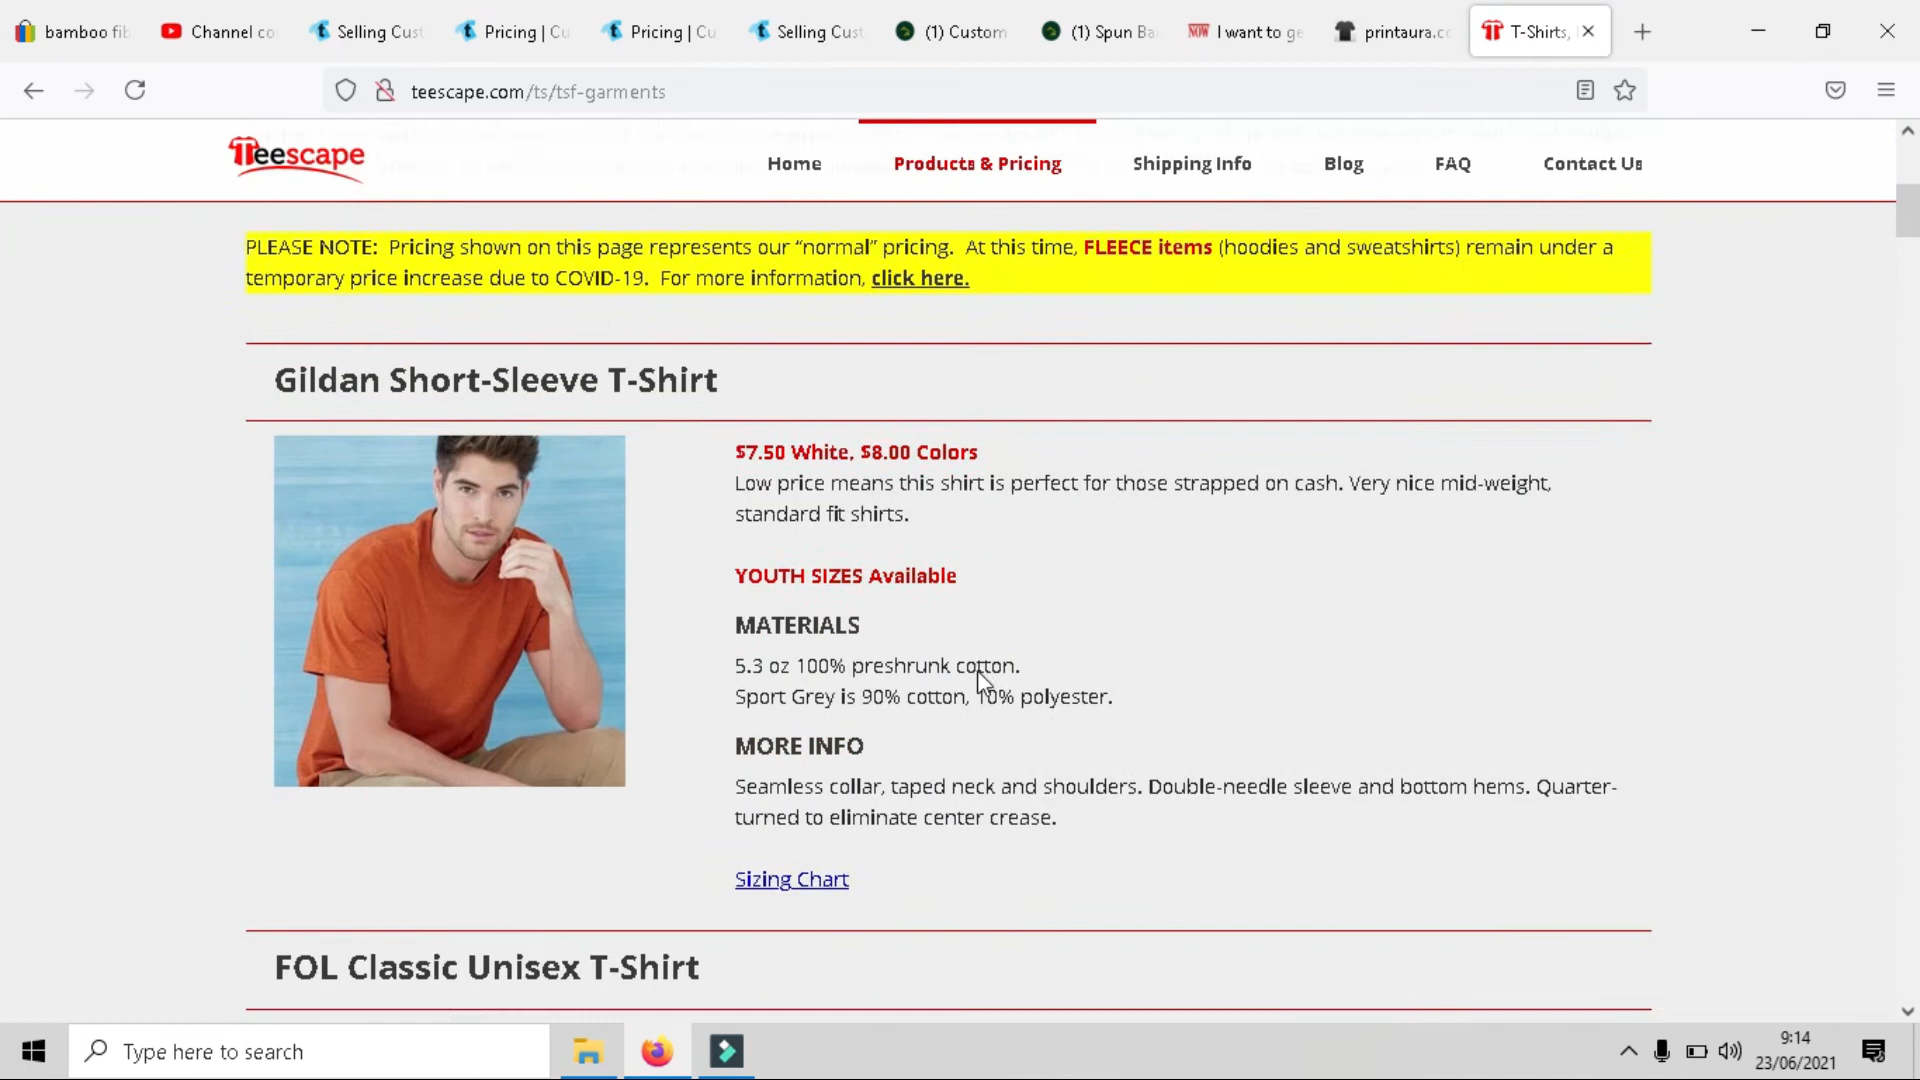 bamboo fib
Channel co
Selling Cust
Pricing | Cu
Pricing | Cu
Selling Cust
(1) Custom
(1) Spun Ba
NOW I want to ge
printaura.co
T-Shirts,
teescape.com/ts/tsf-garments
Teescape
Home
Products & Pricing
Shipping Info
Blog
FAQ
Contact Us
PLEASE NOTE: Pricing shown on this page represents our “normal” pricing. At this time, FLEECE items (hoodies and sweatshirts) remain under a
temporary price increase due to COVID-19. For more information, click here.
Gildan Short-Sleeve T-Shirt
$7.50 White, $8.00 Colors
Low price means this shirt is perfect for those strapped on cash. Very nice mid-weight,
standard fit shirts.
YOUTH SIZES Available
MATERIALS
5.3 oz 100% preshrunk cotton.
Sport Grey is 90% cotton, 10% polyester.
MORE INFO
Seamless collar, taped neck and shoulders. Double-needle sleeve and bottom hems. Quarter-
turned to eliminate center crease.
Sizing Chart
FOL Classic Unisex T-Shirt
Type here to search
9:14
23/06/2021